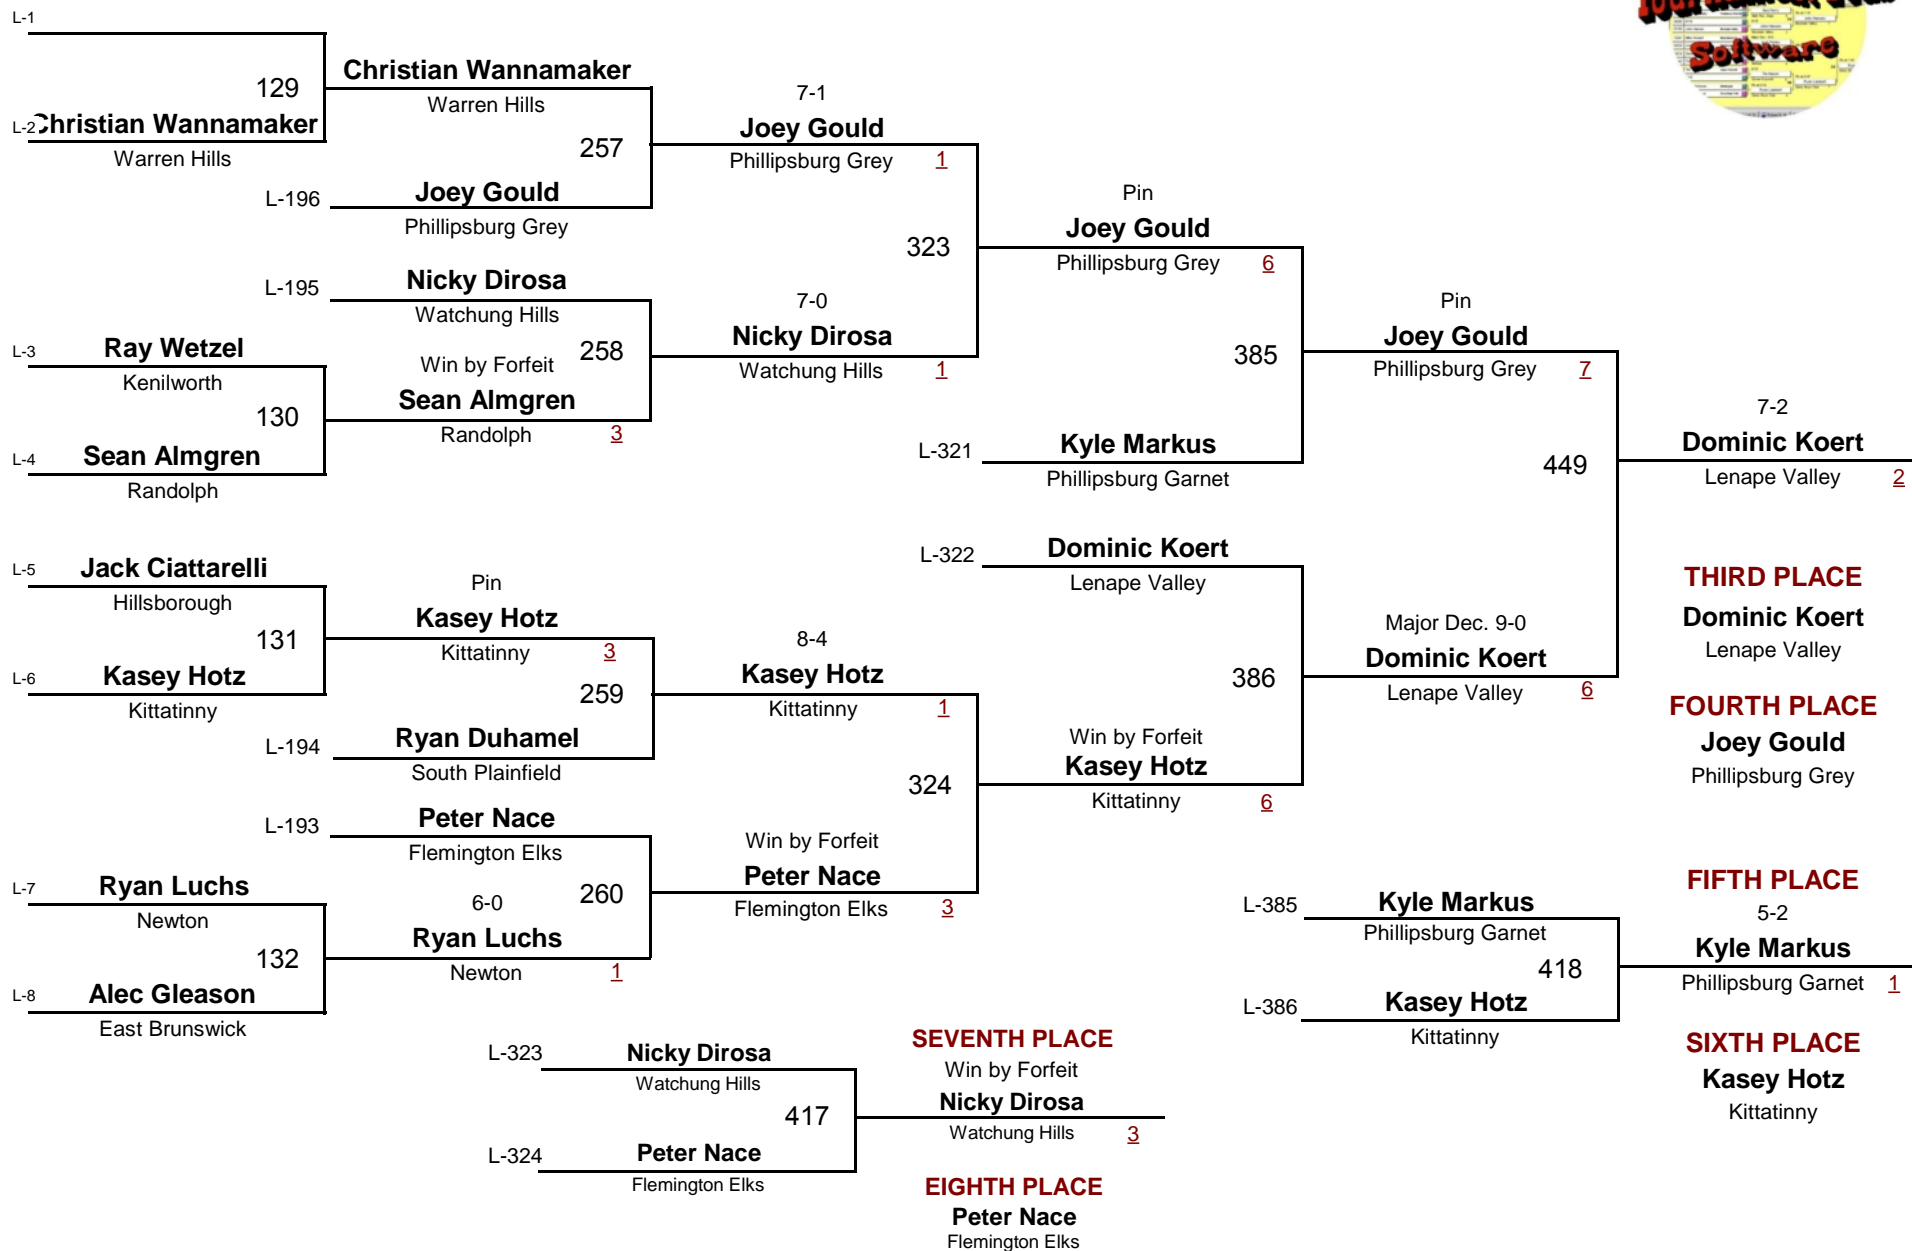 L-1
129
L-2 Christian Wannamaker
Warren Hills
Christian Wannamaker
Warren Hills
257
L-196 Joey Gould
Phillipsburg Grey
7-1
Joey Gould
Phillipsburg Grey 1
L-195 Nicky Dirosa
Watchung Hills
258
L-3 Ray Wetzel
Kenilworth
130
L-4 Sean Almgren
Randolph
Win by Forfeit
Sean Almgren
Randolph 3
7-0
Nicky Dirosa
Watchung Hills 1
323
Pin
Joey Gould
Phillipsburg Grey 6
385
L-321 Kyle Markus
Phillipsburg Garnet
Pin
Joey Gould
Phillipsburg Grey 7
449
7-2
Dominic Koert
Lenape Valley 2
L-5 Jack Ciattarelli
Hillsborough
131
L-6 Kasey Hotz
Kittatinny
Pin
Kasey Hotz
Kittatinny 3
259
L-194 Ryan Duhamel
South Plainfield
8-4
Kasey Hotz
Kittatinny 1
L-193 Peter Nace
Flemington Elks
260
L-7 Ryan Luchs
Newton
132
L-8 Alec Gleason
East Brunswick
6-0
Ryan Luchs
Newton 1
Win by Forfeit
Peter Nace
Flemington Elks 3
324
L-322 Dominic Koert
Lenape Valley
386
Win by Forfeit
Kasey Hotz
Kittatinny 6
Major Dec. 9-0
Dominic Koert
Lenape Valley 6
THIRD PLACE
Dominic Koert
Lenape Valley
FOURTH PLACE
Joey Gould
Phillipsburg Grey
L-385 Kyle Markus
Phillipsburg Garnet
418
L-386 Kasey Hotz
Kittatinny
FIFTH PLACE
5-2
Kyle Markus
Phillipsburg Garnet 1
SIXTH PLACE
Kasey Hotz
Kittatinny
L-323 Nicky Dirosa
Watchung Hills
417
L-324 Peter Nace
Flemington Elks
SEVENTH PLACE
Win by Forfeit
Nicky Dirosa
Watchung Hills 3
EIGHTH PLACE
Peter Nace
Flemington Elks
Software